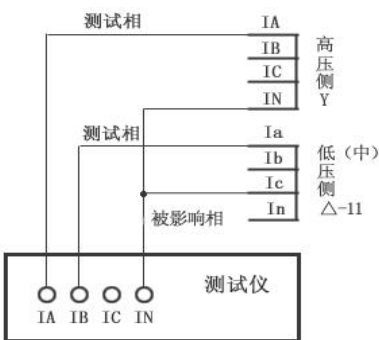 测试相 IA
IB
IC
IN
高压侧 Y
测试相 Ia
Ib
Ic
In
低（中）压侧 △-11
被影响相
测试仪
IA IB IC IN